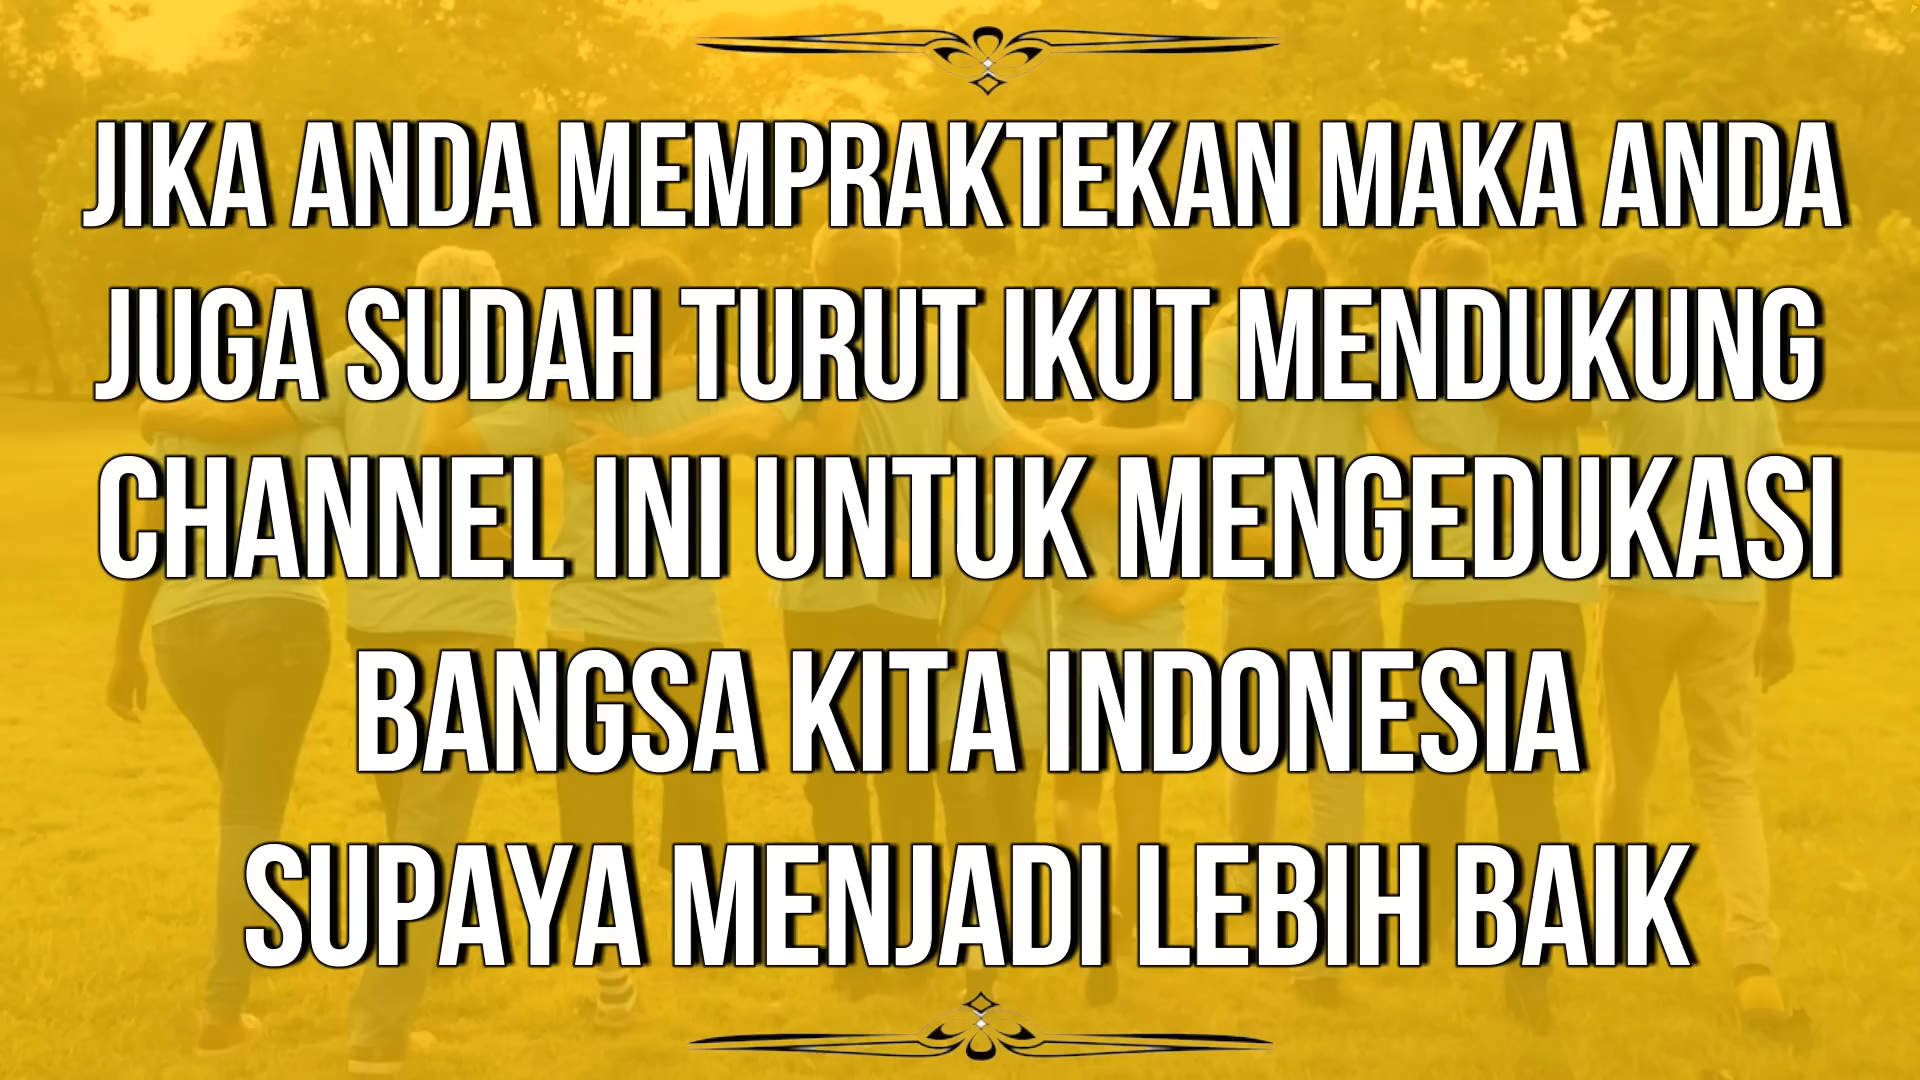 JIKA ANDA MEMPRAKTEKAN MAKA ANDA
JUGA SUDAH TURUT IKUT MENDUKUNG
CHANNEL INI UNTUK MENGEDUKASI
BANGSA KITA INDONESIA
SUPAYA MENJADI LEBIH BAIK